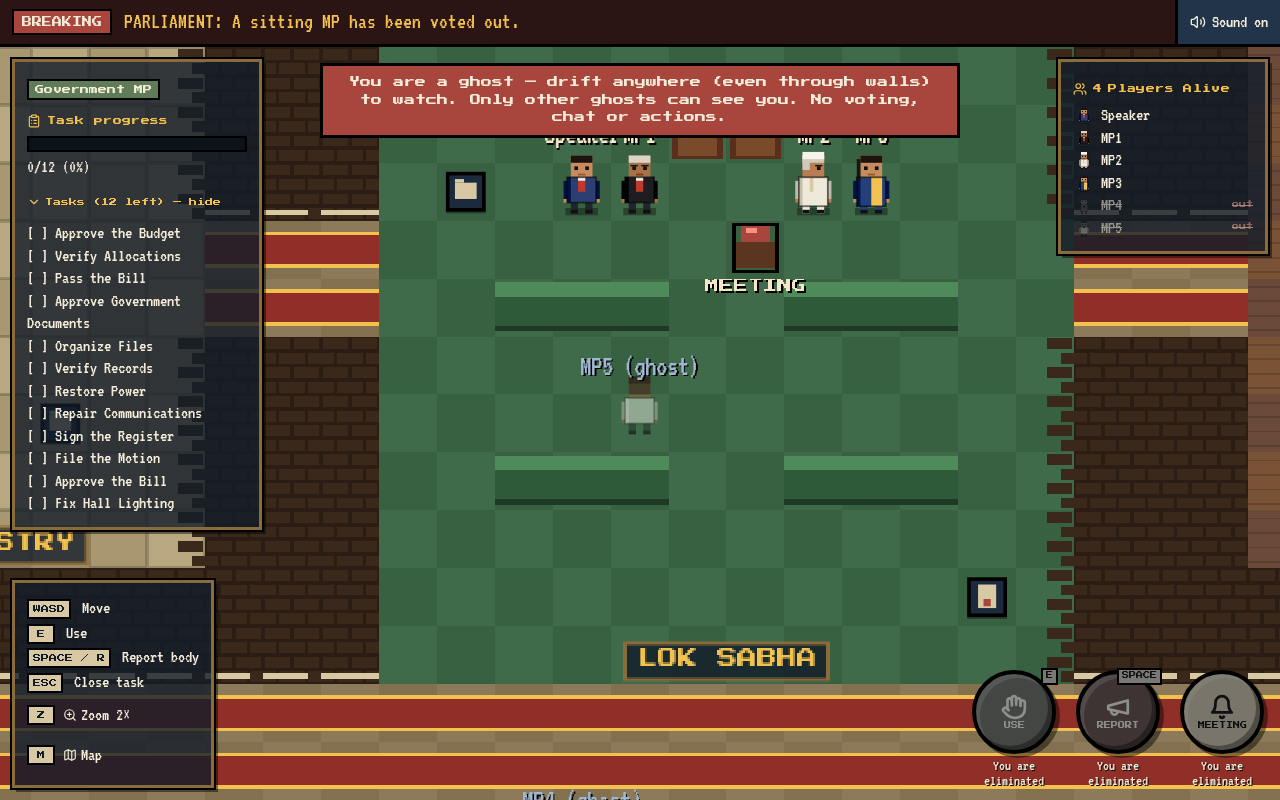 BREAKING PARLIAMENT: A sitting MP has been voted out.
Sound on
Government MP
Task progress
0/12 (0%)
Tasks (12 left) — hide
[ ] Approve the Budget
[ ] Verify Allocations
[ ] Pass the Bill
[ ] Approve Government
Documents
[ ] Organize Files
[ ] Verify Records
[ ] Restore Power
[ ] Repair Communications
[ ] Sign the Register
[ ] File the Motion
[ ] Approve the Bill
[ ] Fix Hall Lighting
You are a ghost — drift anywhere (even through walls)
to watch. Only other ghosts can see you. No voting,
chat or actions.
4 Players Alive
Speaker
MP1
MP2
MP3
MP4 out
MP5 out
Speaker MP1 MP2 MP3
MEETING
MP5 (ghost)
STRY
LOK SABHA
WASD Move
E Use
SPACE / R Report body
ESC Close task
Z Zoom 2X
M Map
E
USE
You are
eliminated
SPACE
REPORT
You are
eliminated
MEETING
You are
eliminated
MP4 (ghost)